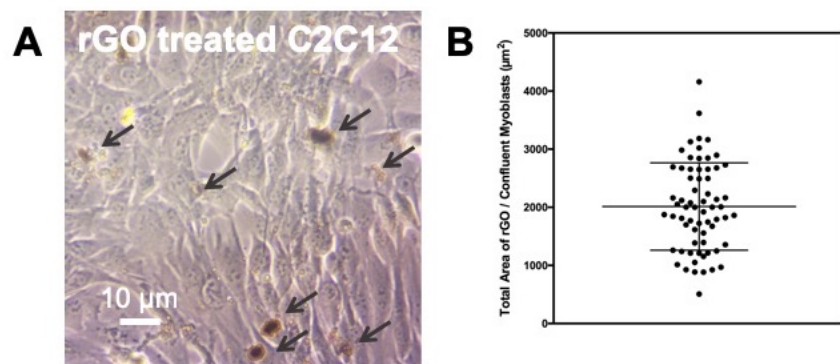 A
rGO treated C2C12
10 µm
B
Total Area of rGO / Confluent Myoblasts (µm²)
5000
4000
3000
2000
1000
0